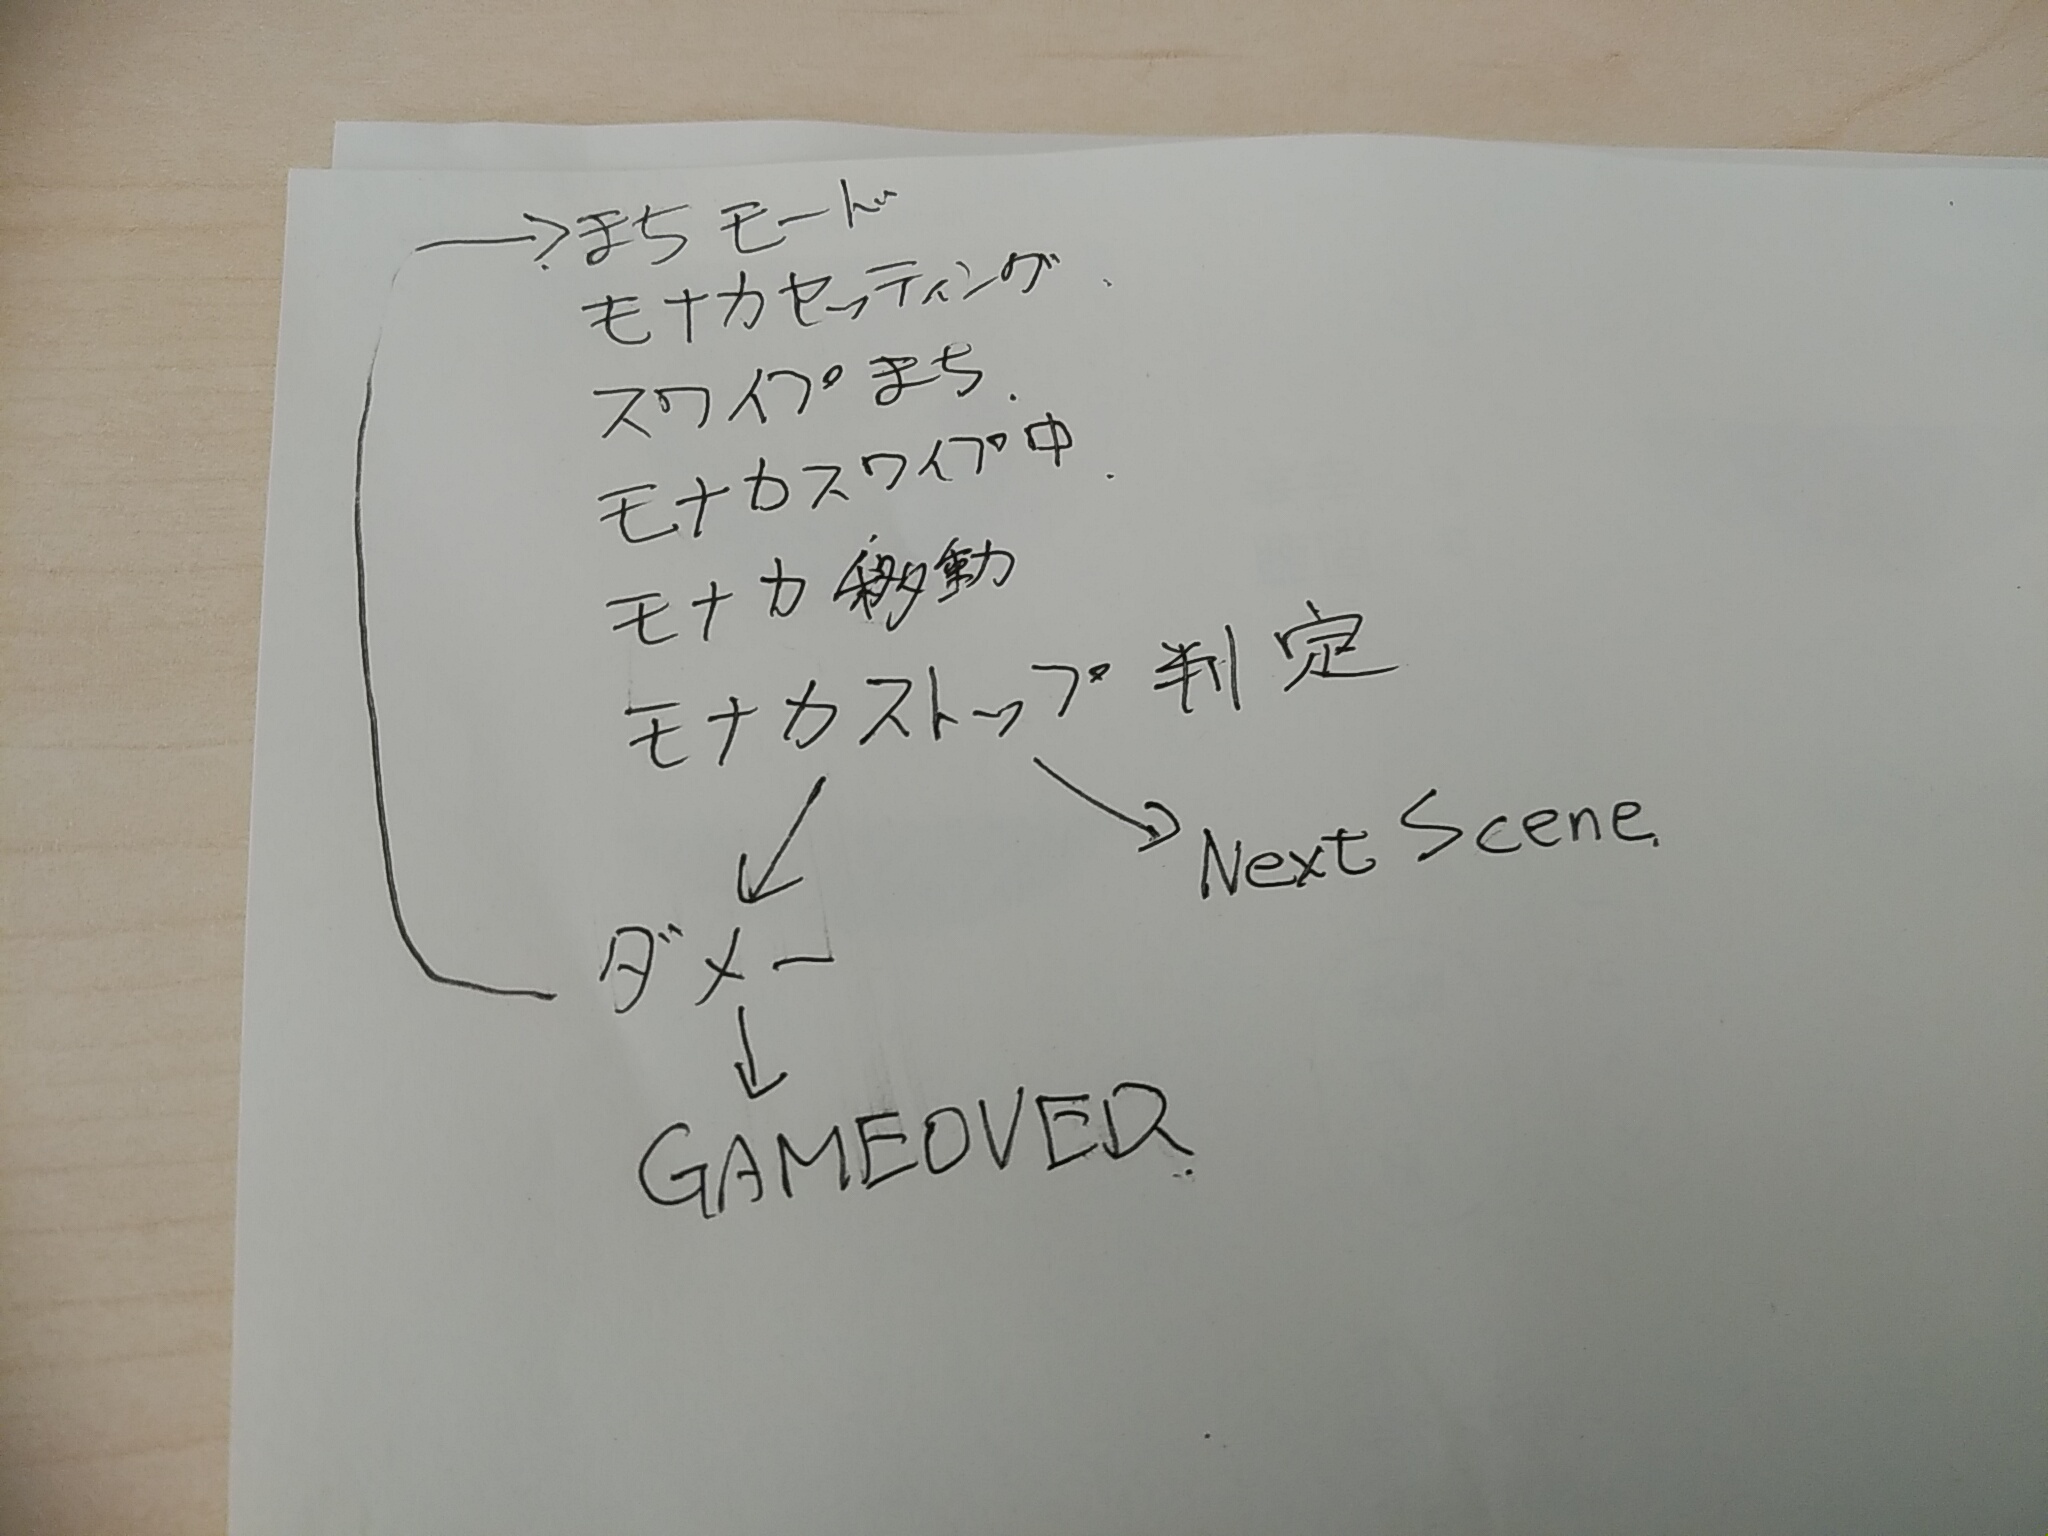 まちモード
モナカセッティング.
スワイプまち.
モナカスワイプ中.
モナカ移動
モナカストップ判定
Next Scene.
ダメー
GAMEOVER